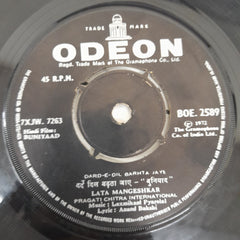 TRADE MARK
ODEON
Regd. Trade Mark of The Gramophone Co.
45 R.P.M.
7XJW. 7263
BOE. 2589
Hindi Film:
BUNIYAAD
℗ 1972
The Gramophone
Co. of India Ltd.
DARD-E-DIL BARHTA JAYE
दर्दे दिल बढ़ता जाए - "बुनियाद"
LATA MANGESHKAR
PRAGATI CHITRA INTERNATIONAL
Music : Laxmikant Pyarelal
Lyric : Anand Bakshi